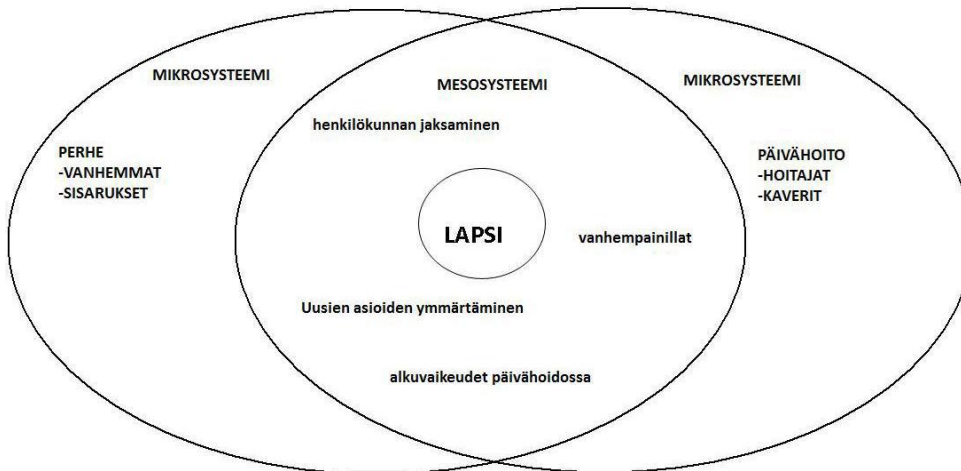 MIKROSYSTEEMI
PERHE
-VANHEMMAT
-SISARUKSET
MESOSYSTEEMI
henkilökunnan jaksaminen
LAPSI
vanhempainillat
Uusien asioiden ymmärtäminen
alkuvaikeudet päivähoidossa
MIKROSYSTEEMI
PÄIVÄHOITO
-HOITAJAT
-KAVERIT